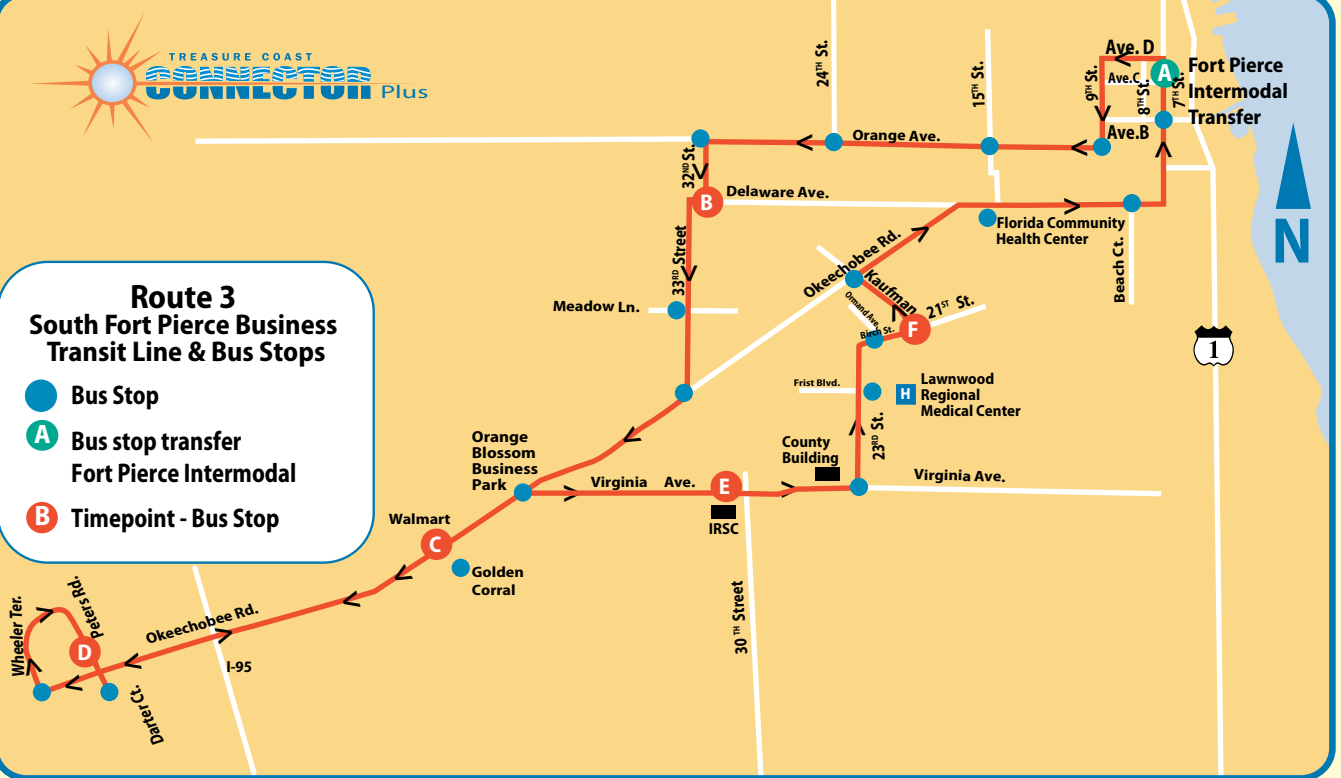 TREASURE COAST
CONNECTOR Plus
24TH St.
15TH St.
Ave. D
9TH St.
Ave.C
8TH St.
A
7TH St.
Fort Pierce
Intermodal
Transfer
Ave.B
Orange Ave.
32ND St.
B
Delaware Ave.
Florida Community
Health Center
Beach Ct.
N
33RD Street
Okeechobee Rd.
Kaufman
Meadow Ln.
Ormand Ave.
21ST St.
Birch St.
F
1
Route 3
South Fort Pierce Business
Transit Line & Bus Stops
Bus Stop
A
Bus stop transfer
Fort Pierce Intermodal
B
Timepoint - Bus Stop
Frist Blvd.
H
Lawnwood
Regional
Medical Center
23RD St.
County
Building
Orange
Blossom
Business
Park
Virginia Ave.
E
Virginia Ave.
IRSC
Walmart
C
Golden
Corral
30TH Street
Wheeler Ter.
Peters Rd.
D
Okeechobee Rd.
I-95
Darter Ct.